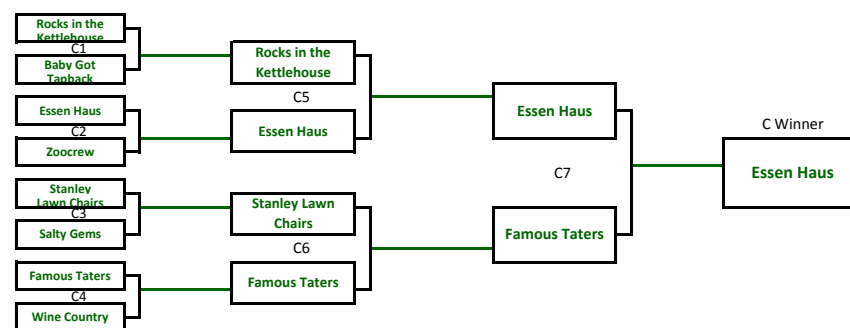 Rocks in the
Kettlehouse
C1
Baby Got
Tapback
Essen Haus
C2
Zoocrew
Stanley
Lawn Chairs
C3
Salty Gems
Famous Taters
C4
Wine Country
Rocks in the
Kettlehouse
C5
Essen Haus
Stanley Lawn
Chairs
C6
Famous Taters
Essen Haus
C7
Famous Taters
C Winner
Essen Haus